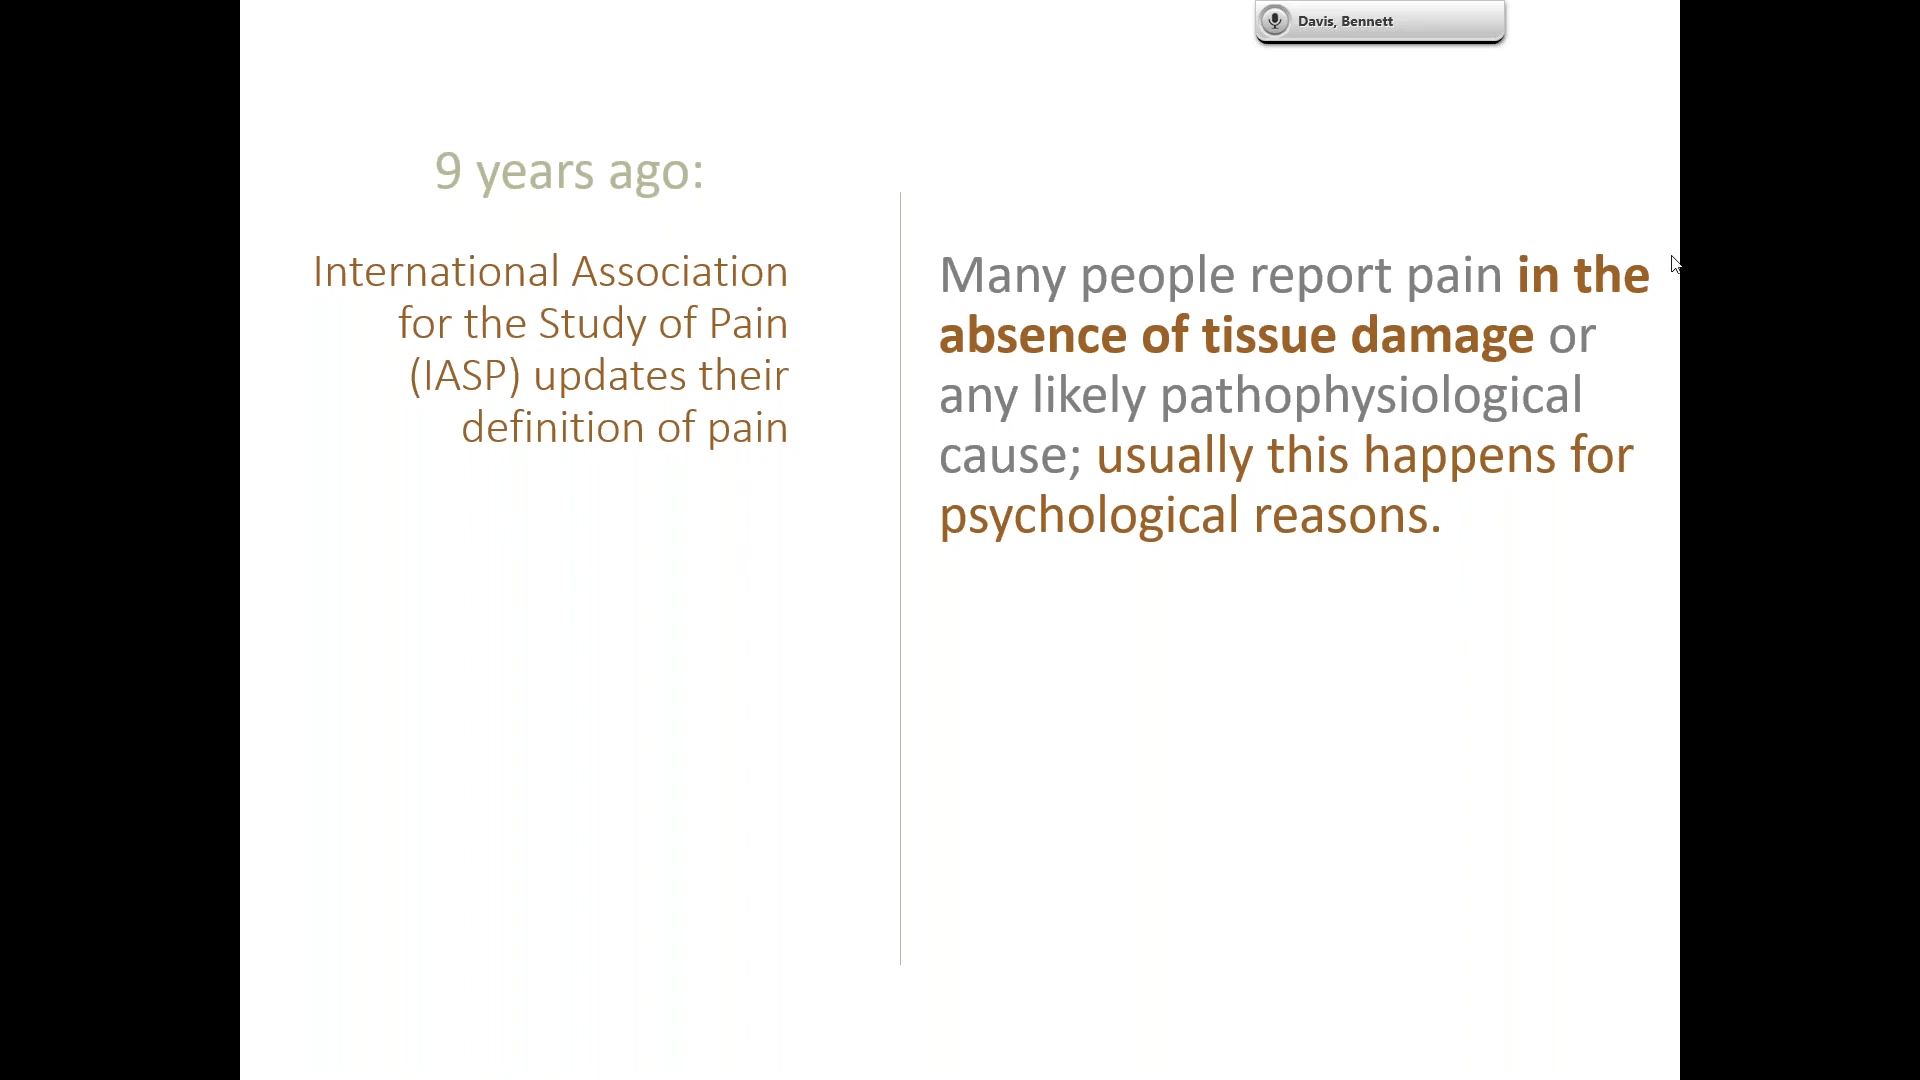 Davis, Bennett
9 years ago:
International Association
for the Study of Pain
(IASP) updates their
definition of pain
Many people report pain in the
absence of tissue damage or
any likely pathophysiological
cause; usually this happens for
psychological reasons.